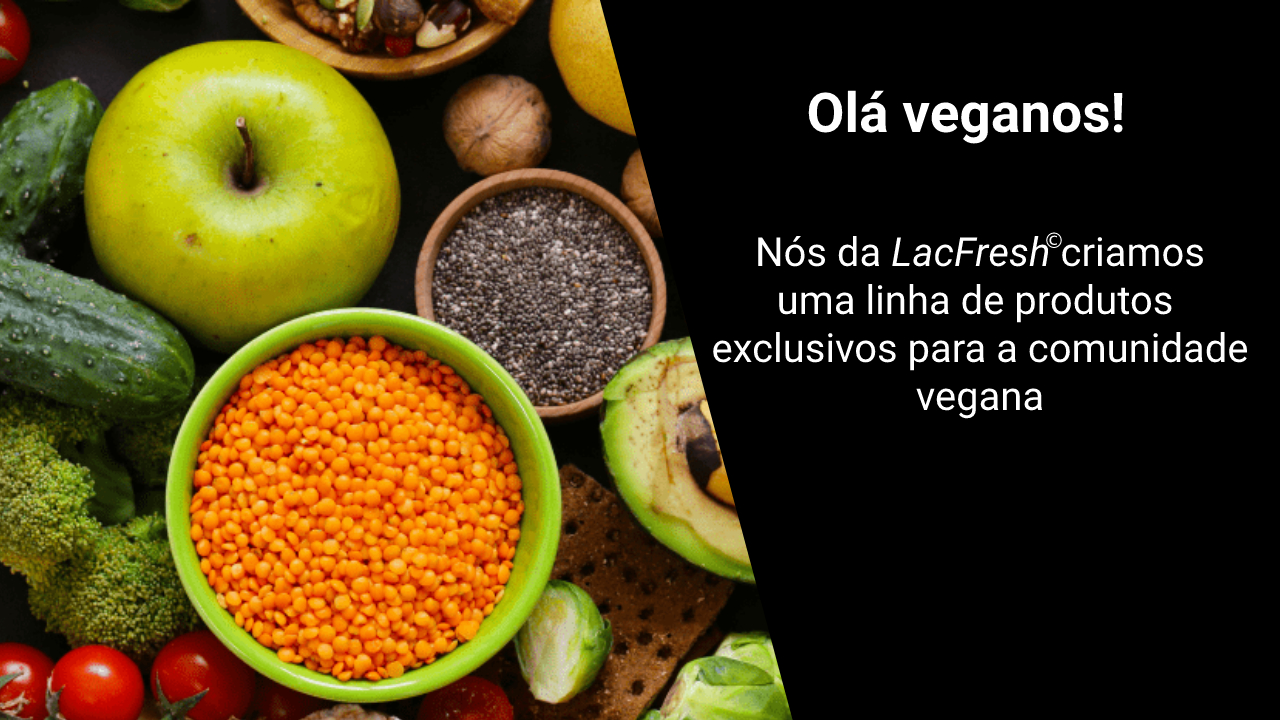 Olá veganos!
Nós da LacFresh©criamos
uma linha de produtos
exclusivos para a comunidade
vegana